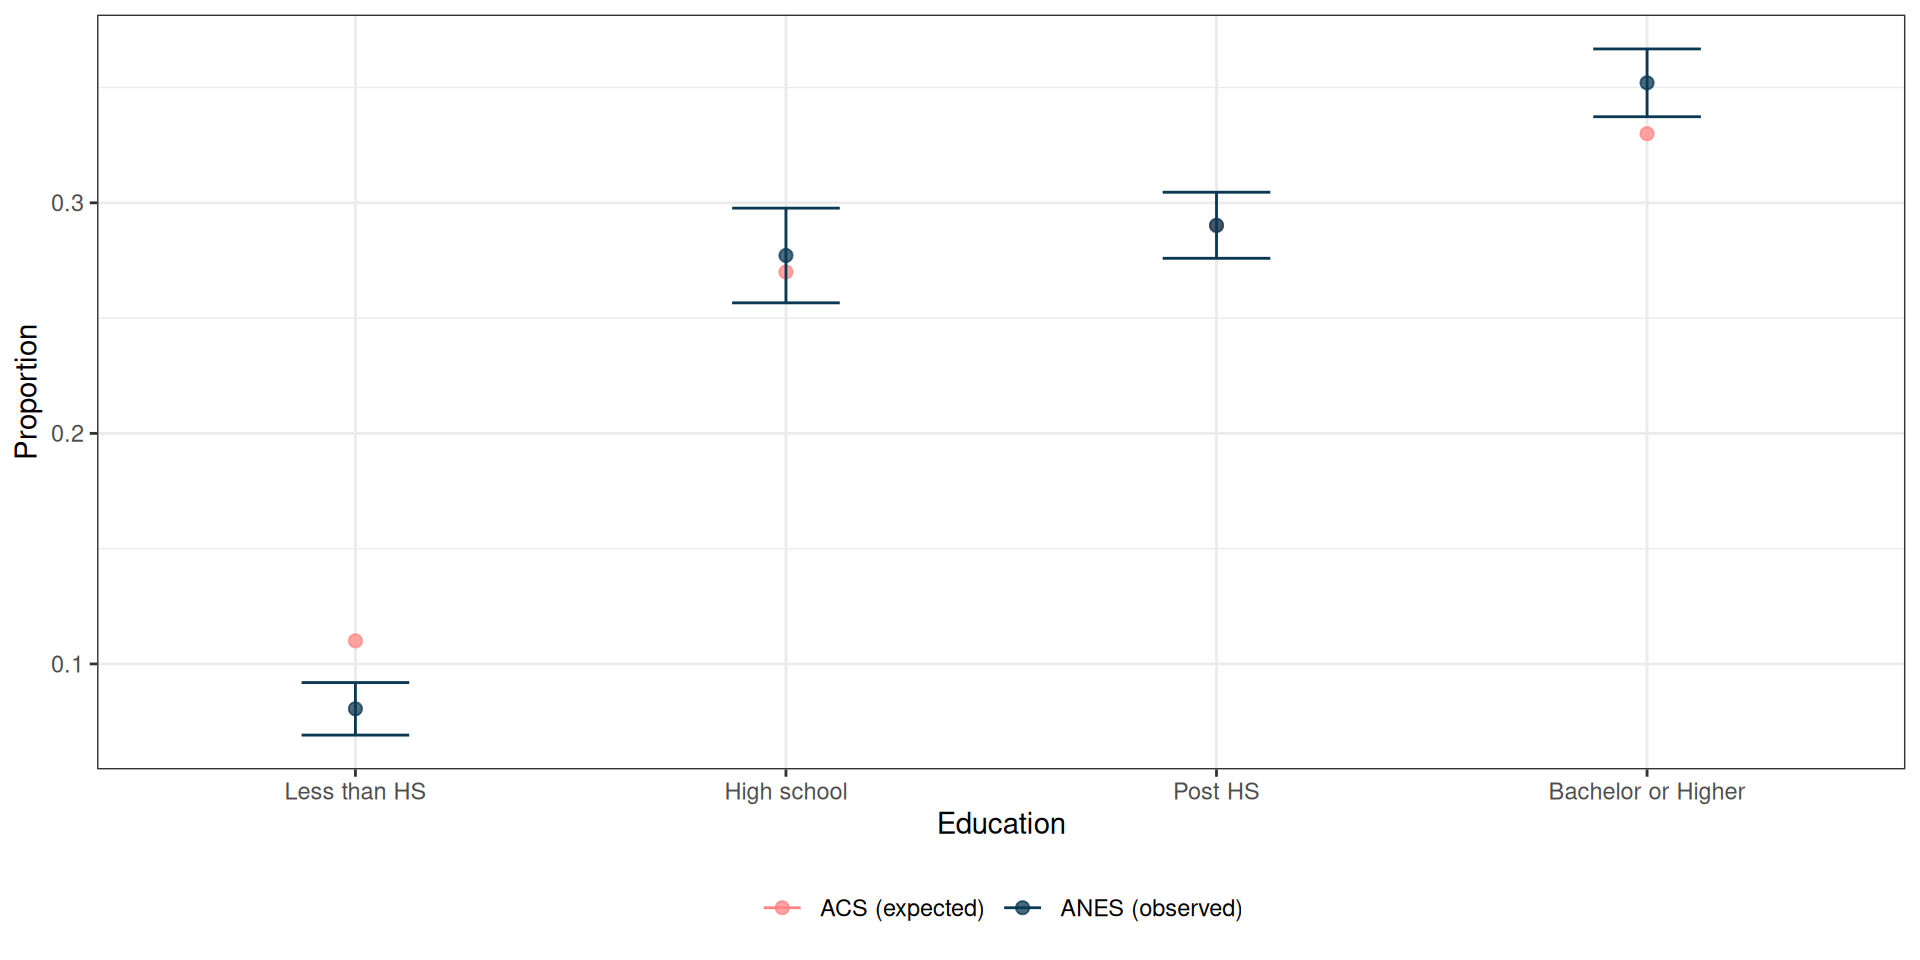 Proportion
0.3
0.2
0.1
Less than HS
High school
Post HS
Bachelor or Higher
Education
ACS (expected)
ANES (observed)